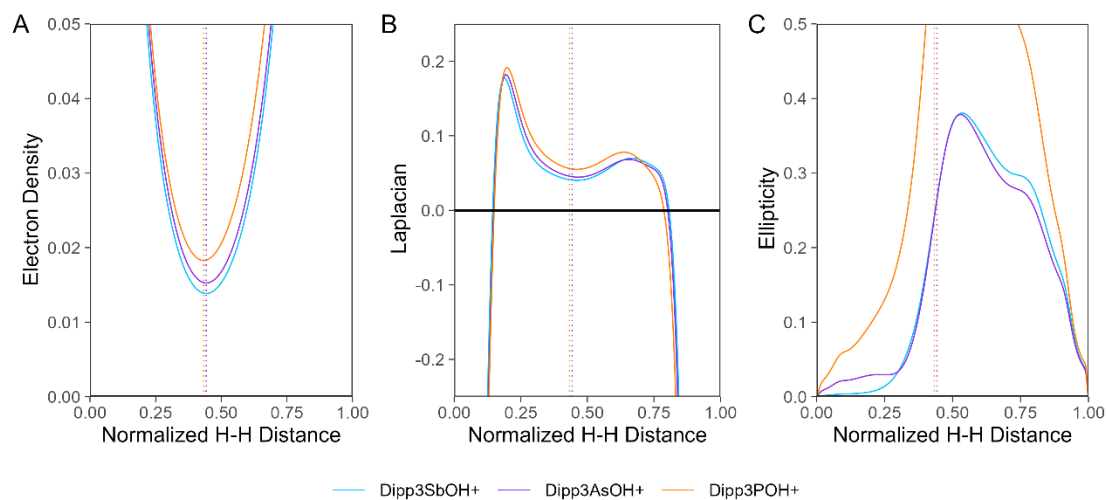 A
B
C
Electron Density
0.05
0.04
0.03
0.02
0.01
0.00
0.00 0.25 0.50 0.75 1.00
Normalized H-H Distance
Laplacian
0.2
0.1
0.0
-0.1
-0.2
0.00 0.25 0.50 0.75 1.00
Normalized H-H Distance
Ellipticity
0.5
0.4
0.3
0.2
0.1
0.0
0.00 0.25 0.50 0.75 1.00
Normalized H-H Distance
Dipp3SbOH+ Dipp3AsOH+ Dipp3POH+